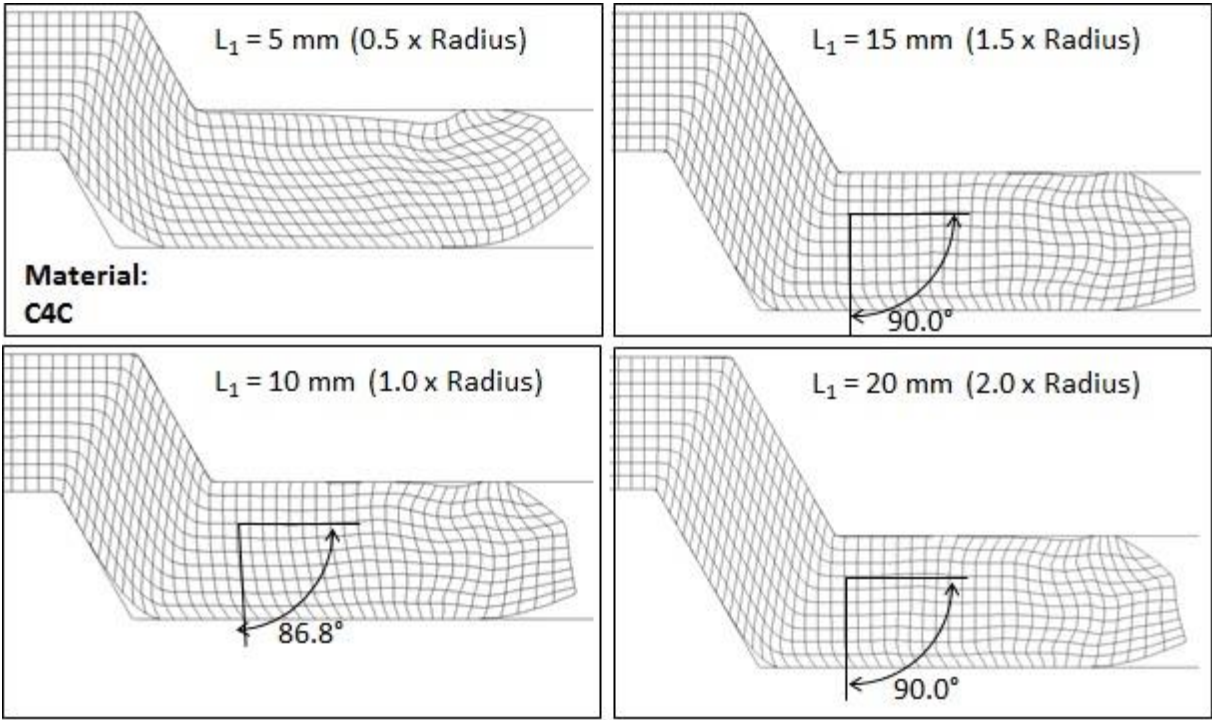 L₁ = 5 mm (0.5 x Radius)
Material:
C4C
L₁ = 15 mm (1.5 x Radius)
90.0°
L₁ = 10 mm (1.0 x Radius)
86.8°
L₁ = 20 mm (2.0 x Radius)
90.0°